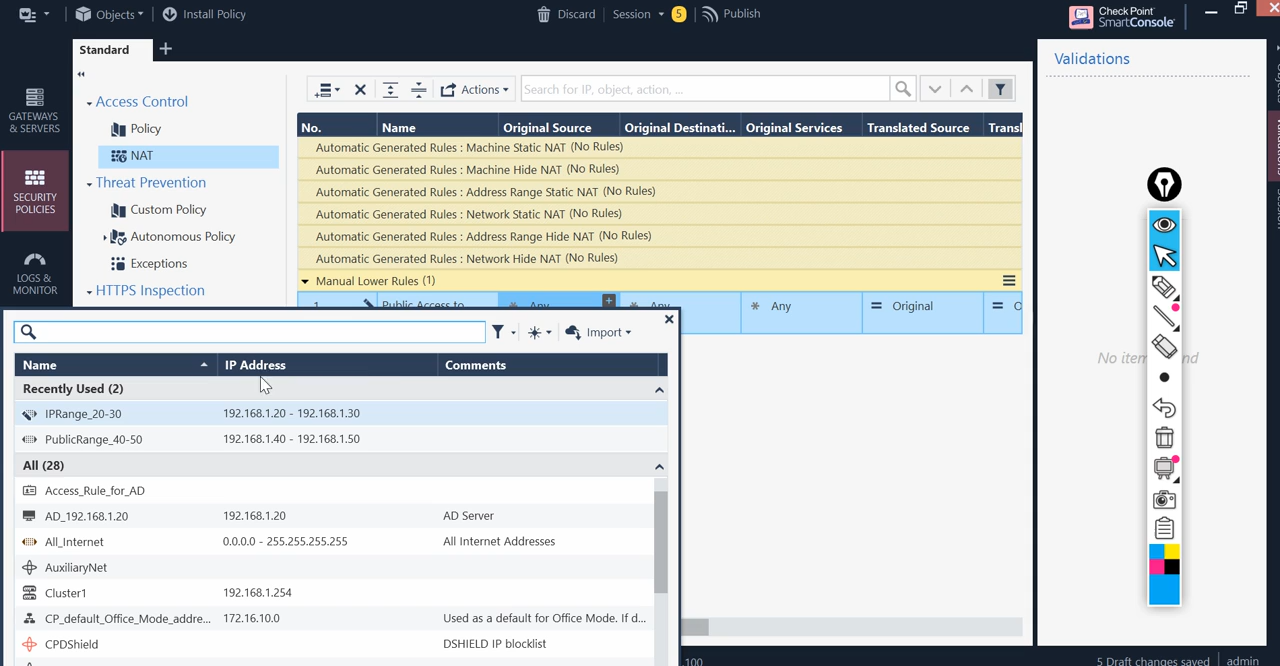 Objects
Install Policy
Discard
Session
5
Publish
Check Point
SmartConsole
Standard
GATEWAYS
& SERVERS
SECURITY
POLICIES
LOGS &
MONITOR
Access Control
Policy
NAT
Threat Prevention
Custom Policy
Autonomous Policy
Exceptions
HTTPS Inspection
Actions
Search for IP, object, action, ...
No. Name Original Source Original Destinati... Original Services Translated Source Transl
Automatic Generated Rules : Machine Static NAT (No Rules)
Automatic Generated Rules : Machine Hide NAT (No Rules)
Automatic Generated Rules : Address Range Static NAT (No Rules)
Automatic Generated Rules : Network Static NAT (No Rules)
Automatic Generated Rules : Address Range Hide NAT (No Rules)
Automatic Generated Rules : Network Hide NAT (No Rules)
Manual Lower Rules (1)
1 Public Access to Any Any Any Original
Import
Name IP Address Comments
Recently Used (2)
IPRange_20-30 192.168.1.20 - 192.168.1.30
PublicRange_40-50 192.168.1.40 - 192.168.1.50
All (28)
Access_Rule_for_AD
AD_192.168.1.20 192.168.1.20 AD Server
All_Internet 0.0.0.0 - 255.255.255.255 All Internet Addresses
AuxiliaryNet
Cluster1 192.168.1.254
CP_default_Office_Mode_addre... 172.16.10.0 Used as a default for Office Mode. If d...
CPDShield DSHIELD IP blocklist
Validations
No
100
5 Draft changes saved
admin